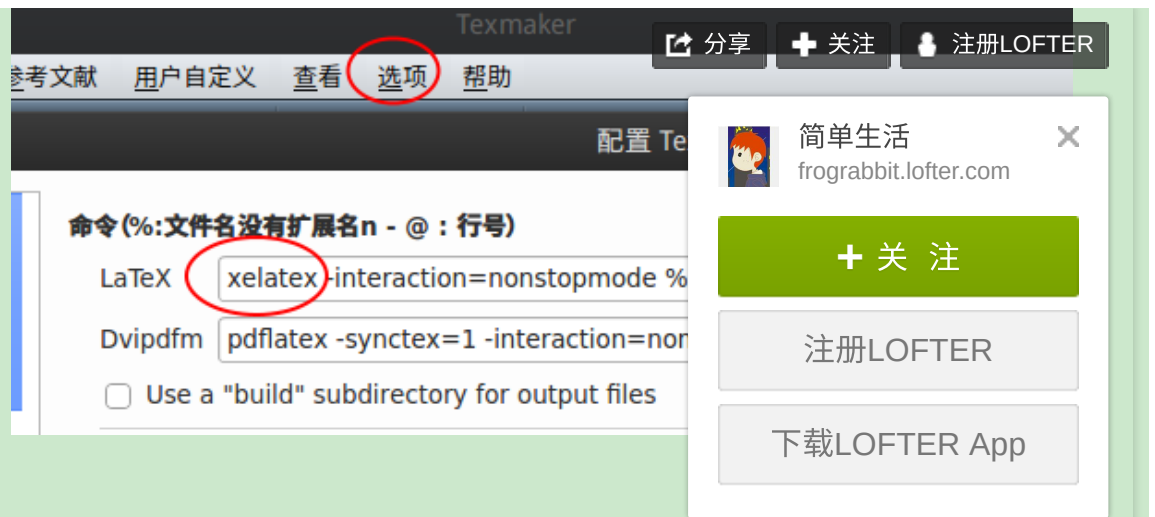 Texmaker
分享
关注
注册LOFTER
参考文献 用户自定义 查看 选项 帮助
配置 Te
简单生活
frograbbit.lofter.com
命令(%:文件名没有扩展名n - @ : 行号)
LaTeX xelatex -interaction=nonstopmode %
Dvipdfm pdflatex -synctex=1 -interaction=non
Use a "build" subdirectory for output files
关 注
注册LOFTER
下载LOFTER App